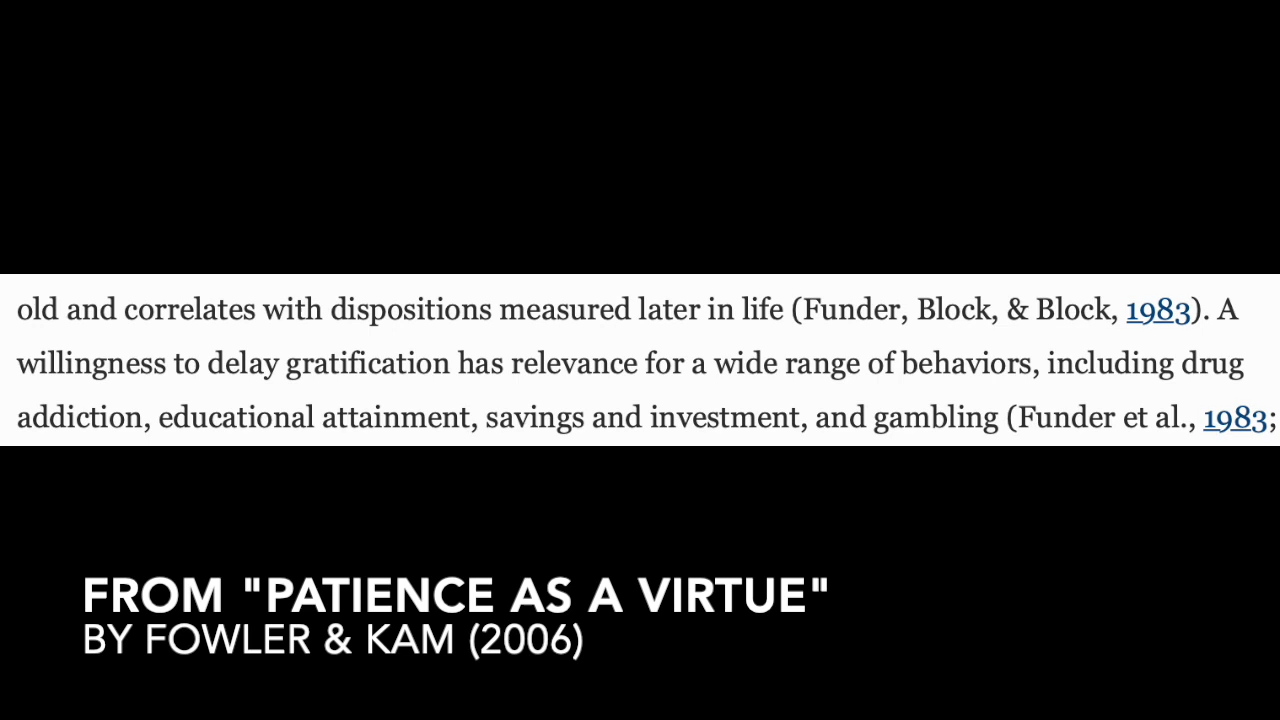 old and correlates with dispositions measured later in life (Funder, Block, & Block, 1983). A
willingness to delay gratification has relevance for a wide range of behaviors, including drug
addiction, educational attainment, savings and investment, and gambling (Funder et al., 1983;
FROM "PATIENCE AS A VIRTUE"
BY FOWLER & KAM (2006)